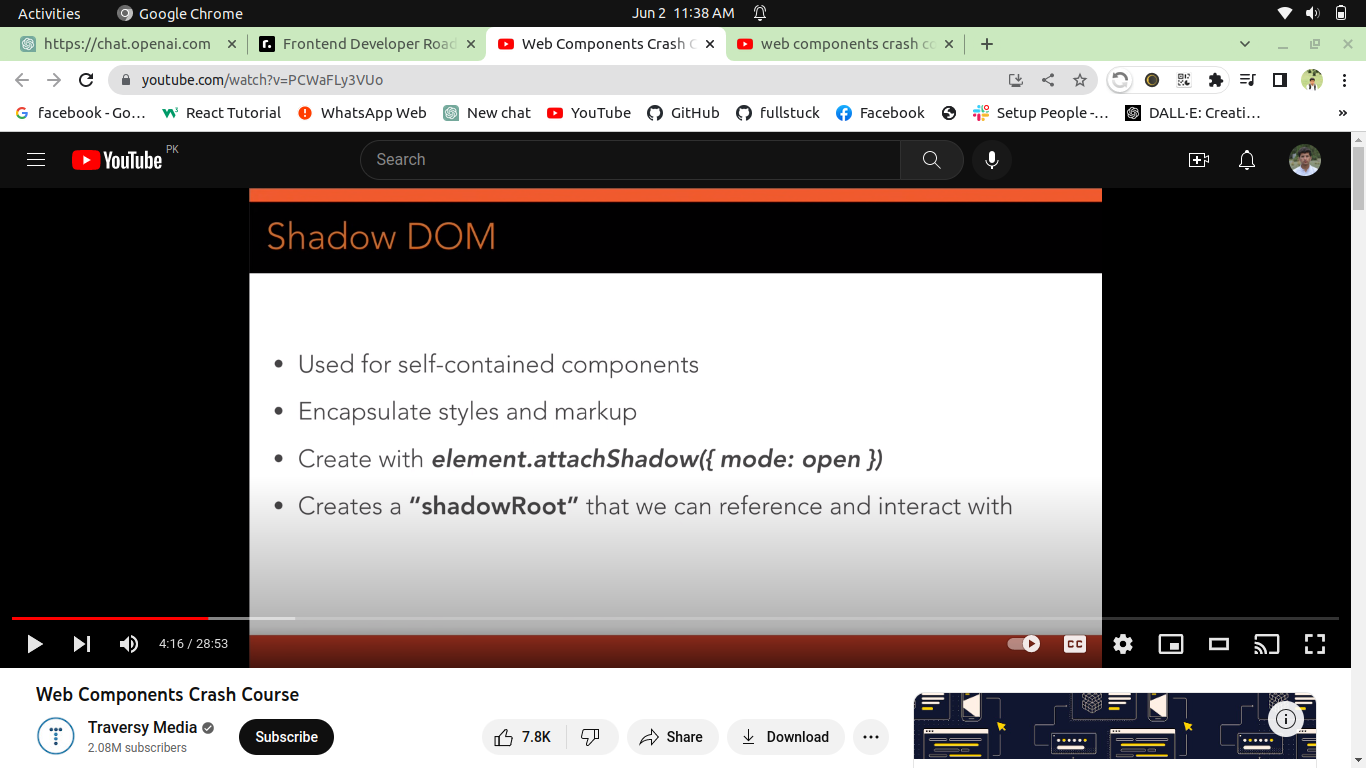 Activities Google Chrome Jun 2 11:38 AM
https://chat.openai.com Frontend Developer Road Web Components Crash C web components crash co
youtube.com/watch?v=PCWaFLy3VUo
facebook - Go... React Tutorial WhatsApp Web New chat YouTube GitHub fullstuck Facebook Setup People -... DALL·E: Creati... »
YouTube PK Search
Shadow DOM
• Used for self-contained components
• Encapsulate styles and markup
• Create with element.attachShadow({ mode: open })
• Creates a “shadowRoot” that we can reference and interact with
4:16 / 28:53 CC
Web Components Crash Course
Traversy Media
2.08M subscribers
Subscribe 7.8K Share Download ...